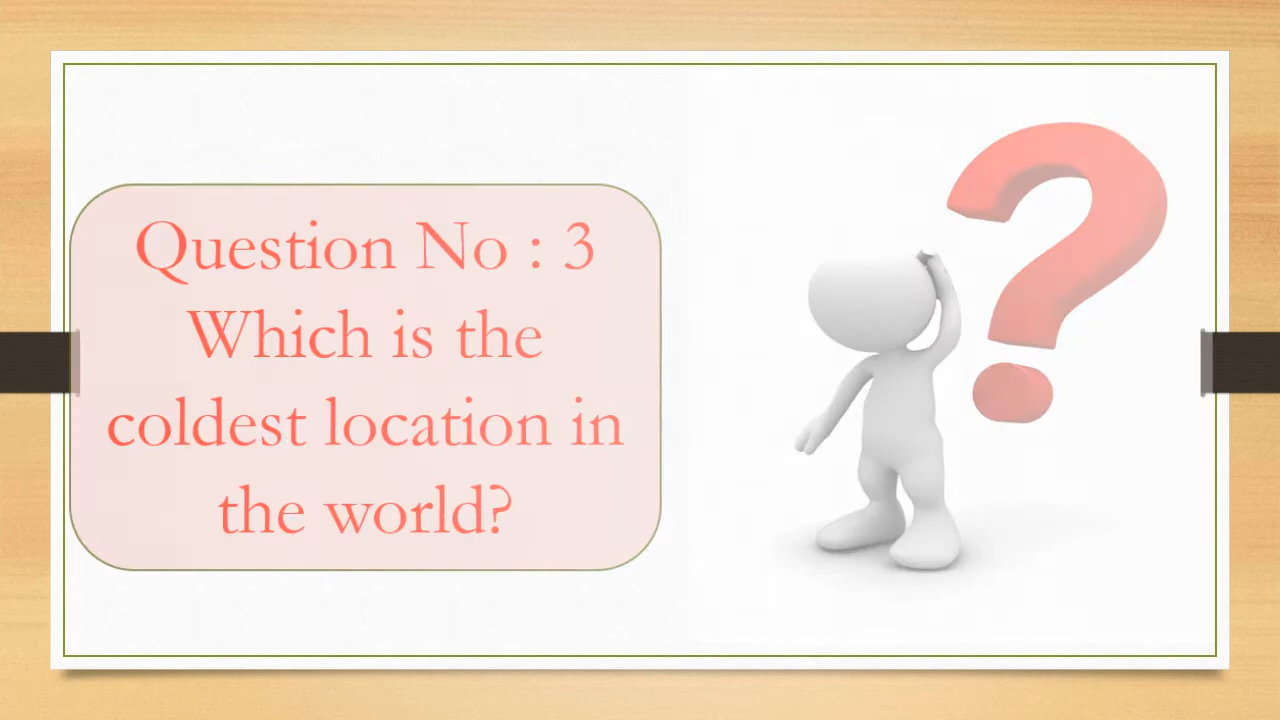 Question No : 3
Which is the
coldest location in
the world?